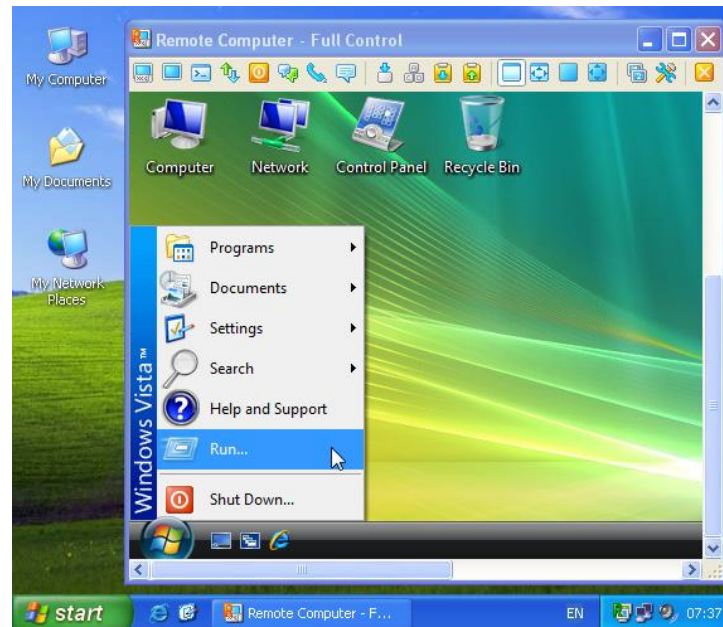 My Computer
My Documents
My Network
Places
Remote Computer - Full Control
Computer
Network
Control Panel
Recycle Bin
Windows Vista™
Programs
Documents
Settings
Search
Help and Support
Run...
Shut Down...
start
Remote Computer - F...
EN
07:37